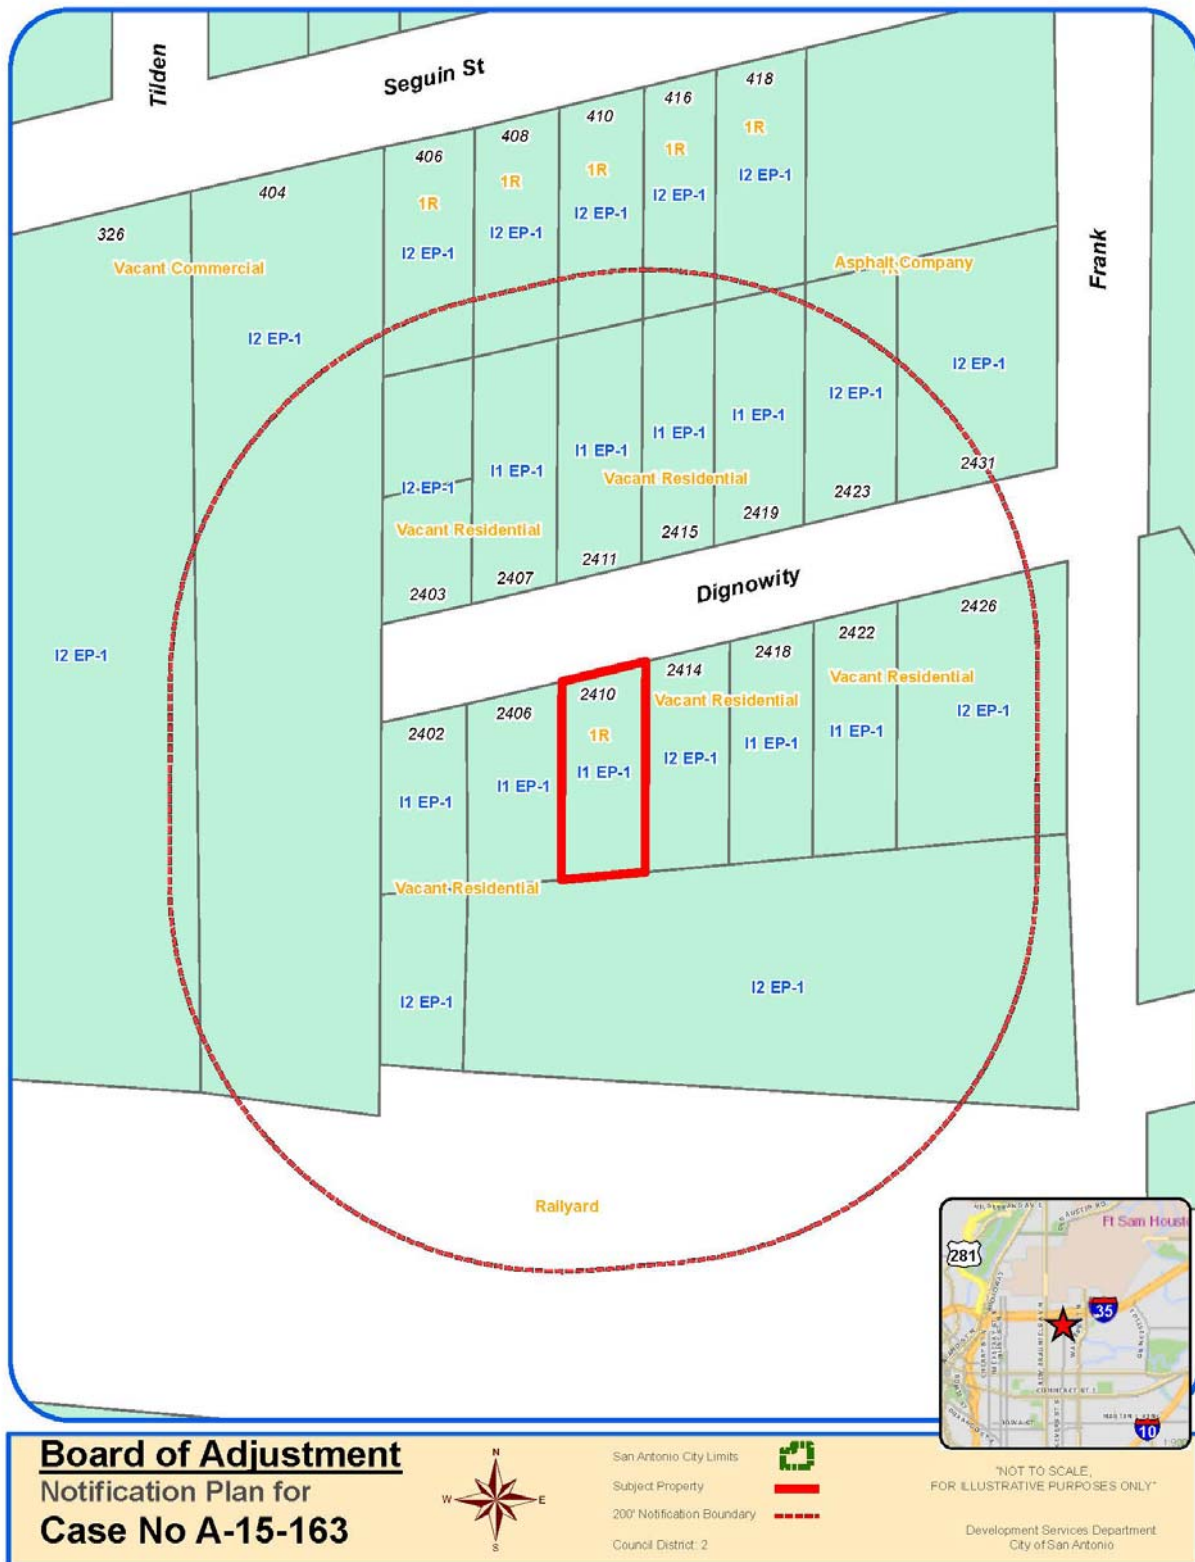 Tilden
Seguin St
Frank
404
406
408
410
416
418
326
1R
1R
1R
1R
1R
Vacant Commercial
I2 EP-1
I2 EP-1
I2 EP-1
I2 EP-1
I2 EP-1
I2 EP-1
Asphalt Company
I2 EP-1
I2 EP-1
I1 EP-1
I1 EP-1
I1 EP-1
I1 EP-1
I2 EP-1
Vacant Residential
Vacant Residential
2403
2407
2411
2415
2419
2423
2431
Dignowity
I2 EP-1
2402
2406
2410
2414
2418
2422
2426
1R
Vacant Residential
Vacant Residential
I1 EP-1
I1 EP-1
I1 EP-1
I2 EP-1
I1 EP-1
I1 EP-1
I2 EP-1
Vacant Residential
I2 EP-1
I2 EP-1
Railyard
Ft Sam Houst
281
35
10
COMMERCE ST E
IOWA CT
Board of Adjustment
Notification Plan for
Case No A-15-163
N
W
E
S
San Antonio City Limits
Subject Property
200' Notification Boundary
Council District: 2
"NOT TO SCALE,
FOR ILLUSTRATIVE PURPOSES ONLY"
Development Services Department
City of San Antonio